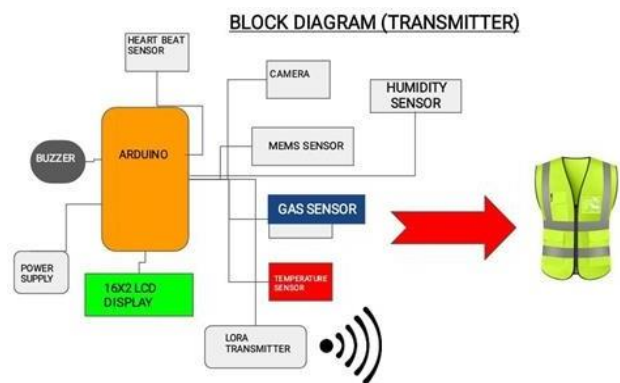 BLOCK DIAGRAM (TRANSMITTER)
HEART BEAT
SENSOR
CAMERA
HUMIDITY
SENSOR
BUZZER
ARDUINO
MEMS SENSOR
GAS SENSOR
POWER
SUPPLY
16X2 LCD
DISPLAY
TEMPERATURE
SENSOR
LORA
TRANSMITTER